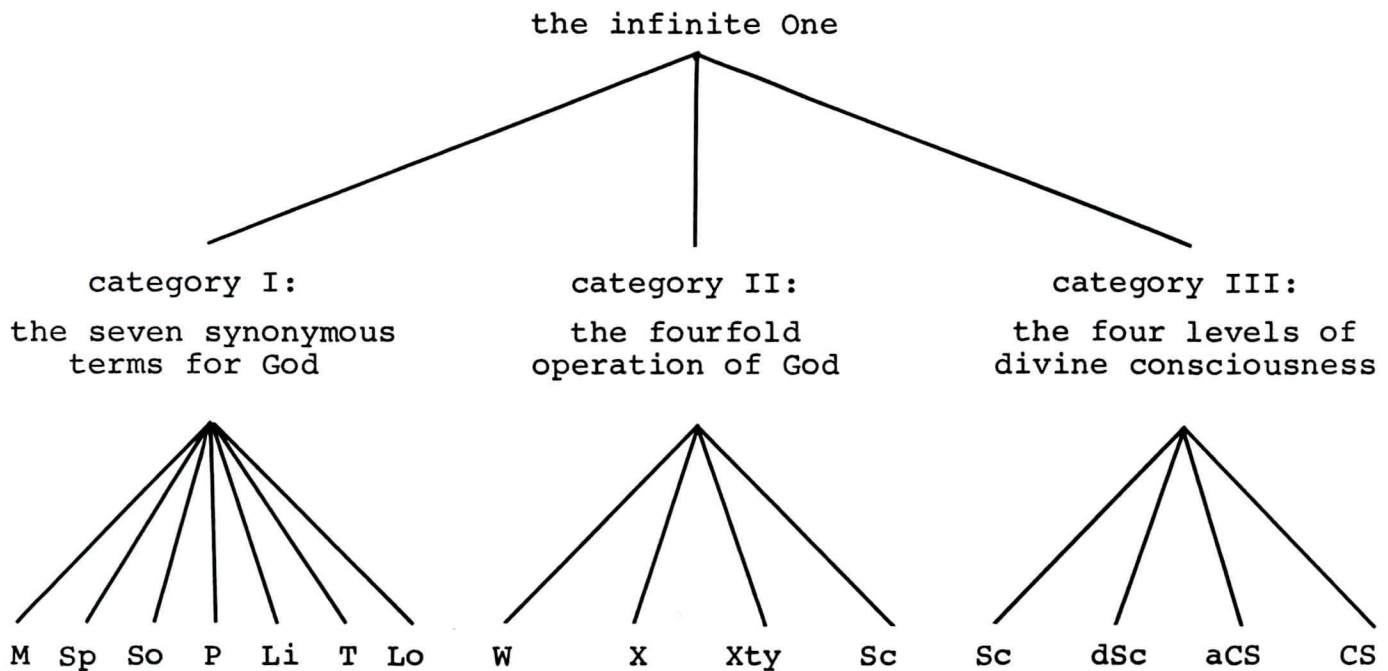 the infinite One
category I:
the seven synonymous
terms for God
category II:
the fourfold
operation of God
category III:
the four levels of
divine consciousness
M Sp So P Li T Lo
W X Xty Sc
Sc dSc aCS CS